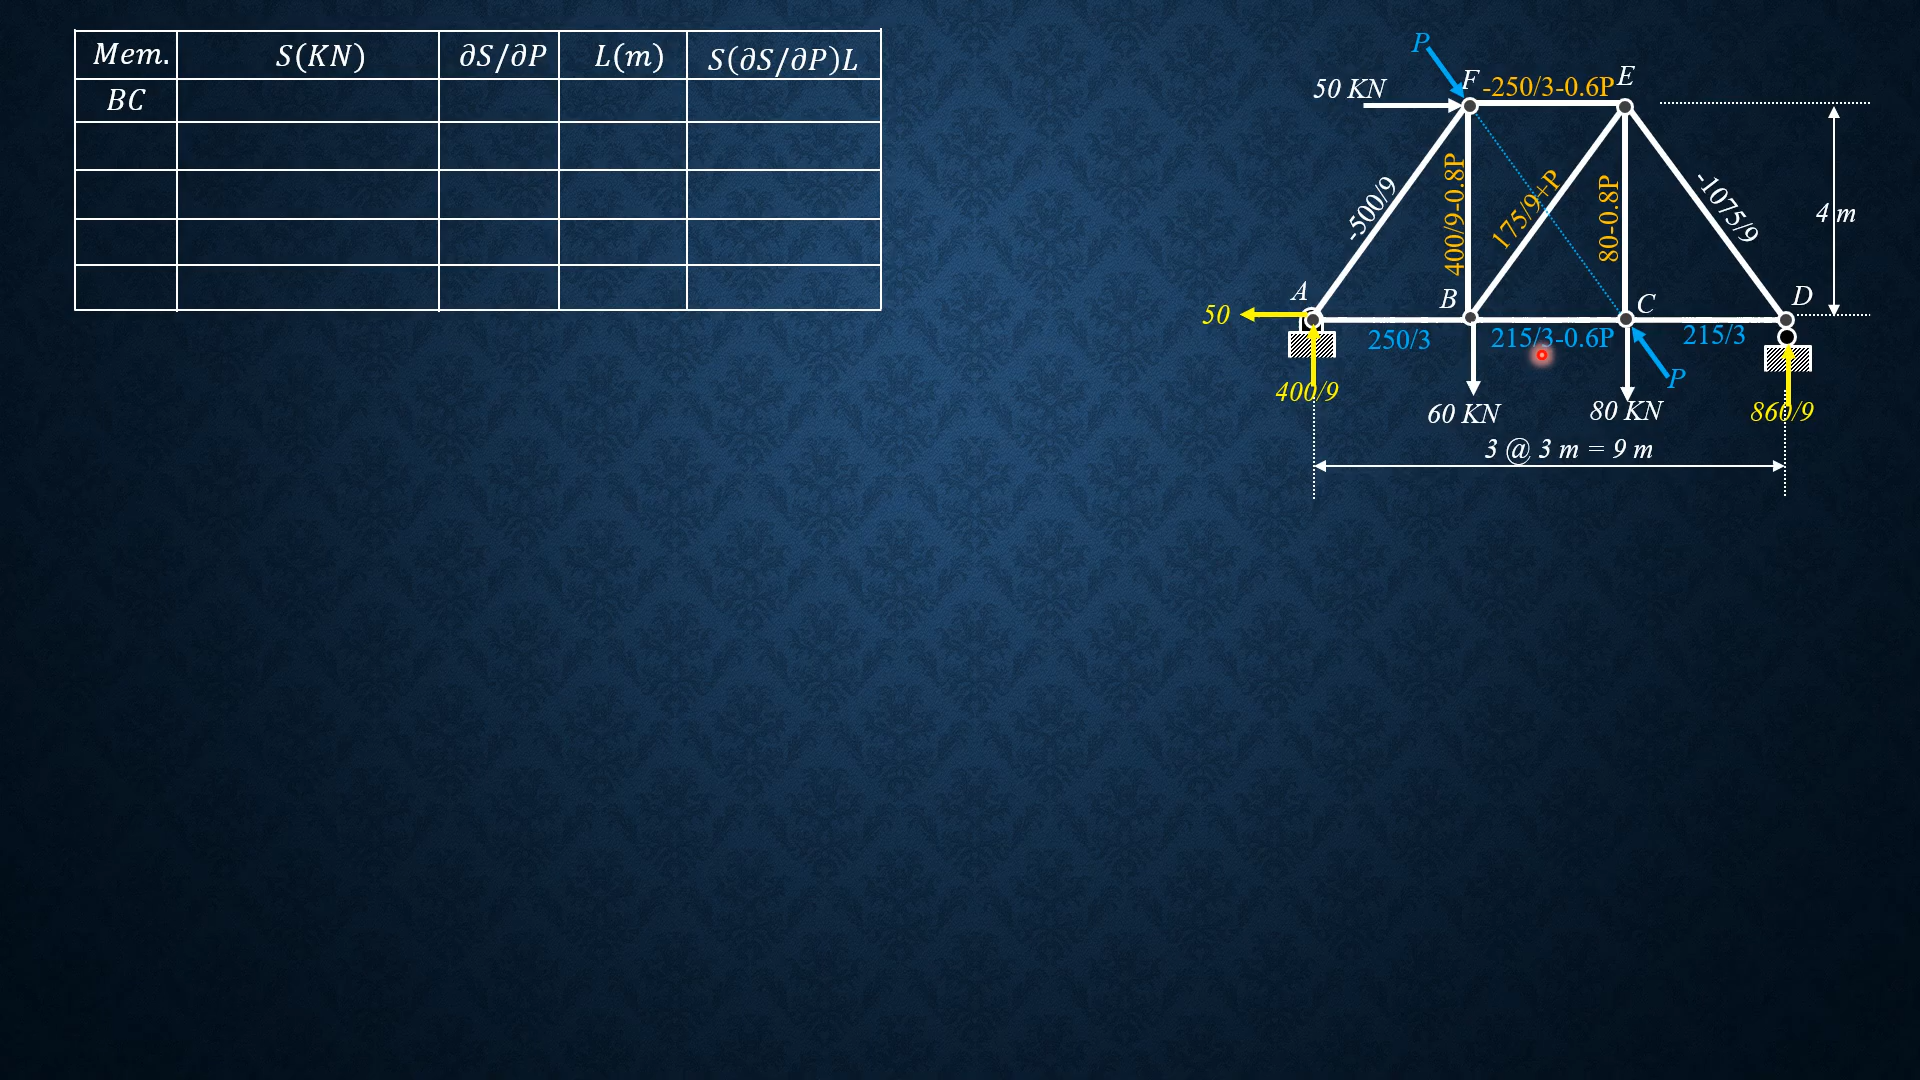 Mem. S(KN) ∂S/∂P L(m) S(∂S/∂P)L
BC
P
50 KN
F
-250/3-0.6P
E
-500/9
400/9-0.8P
175/9+P
80-0.8P
-1075/9
4 m
A
B
C
D
50
250/3
215/3-0.6P
215/3
P
400/9
60 KN
80 KN
860/9
3 @ 3 m = 9 m